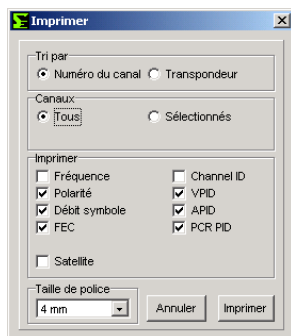 Imprimer
Tri par
Numéro du canal Transpondeur
Canaux
Tous Sélectionnés
Imprimer
Fréquence Channel ID
Polarité VPID
Débit symbole APID
FEC PCR PID
Satellite
Taille de police
4 mm Annuler Imprimer